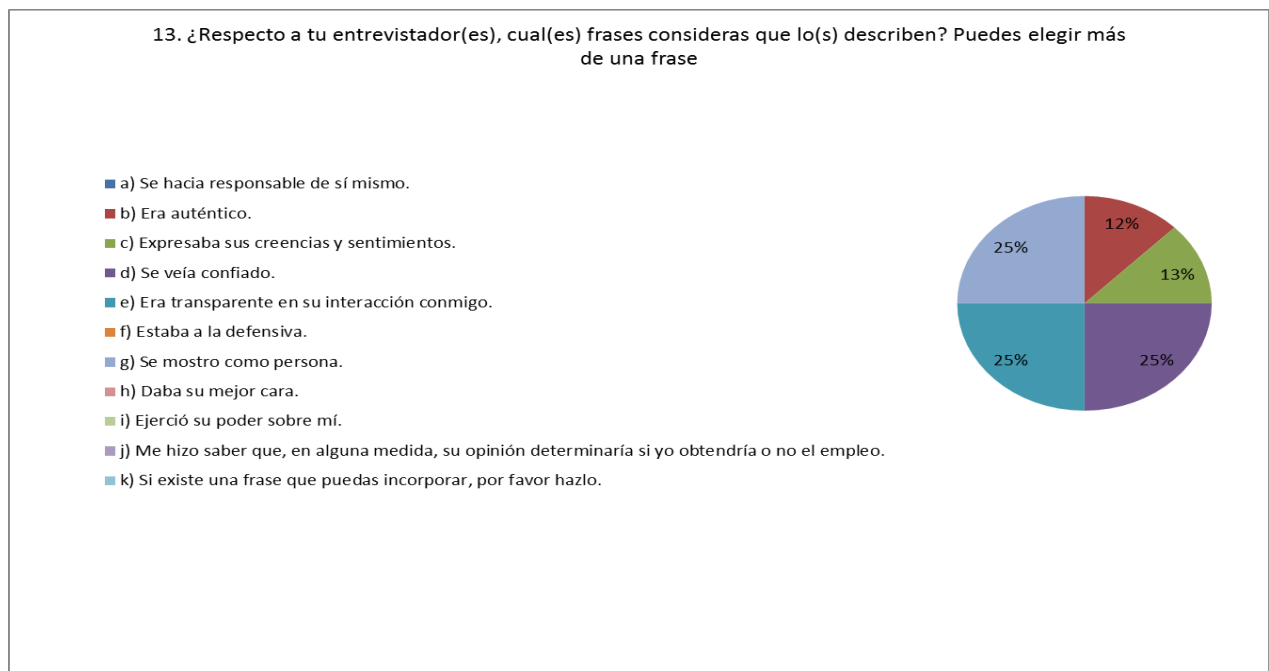 13. ¿Respecto a tu entrevistador(es), cual(es) frases consideras que lo(s) describen? Puedes elegir más
de una frase
a) Se hacia responsable de sí mismo.
b) Era auténtico.
c) Expresaba sus creencias y sentimientos.
d) Se veía confiado.
e) Era transparente en su interacción conmigo.
f) Estaba a la defensiva.
g) Se mostro como persona.
h) Daba su mejor cara.
i) Ejerció su poder sobre mí.
j) Me hizo saber que, en alguna medida, su opinión determinaría si yo obtendría o no el empleo.
k) Si existe una frase que puedas incorporar, por favor hazlo.
12%
25%
13%
25%
25%